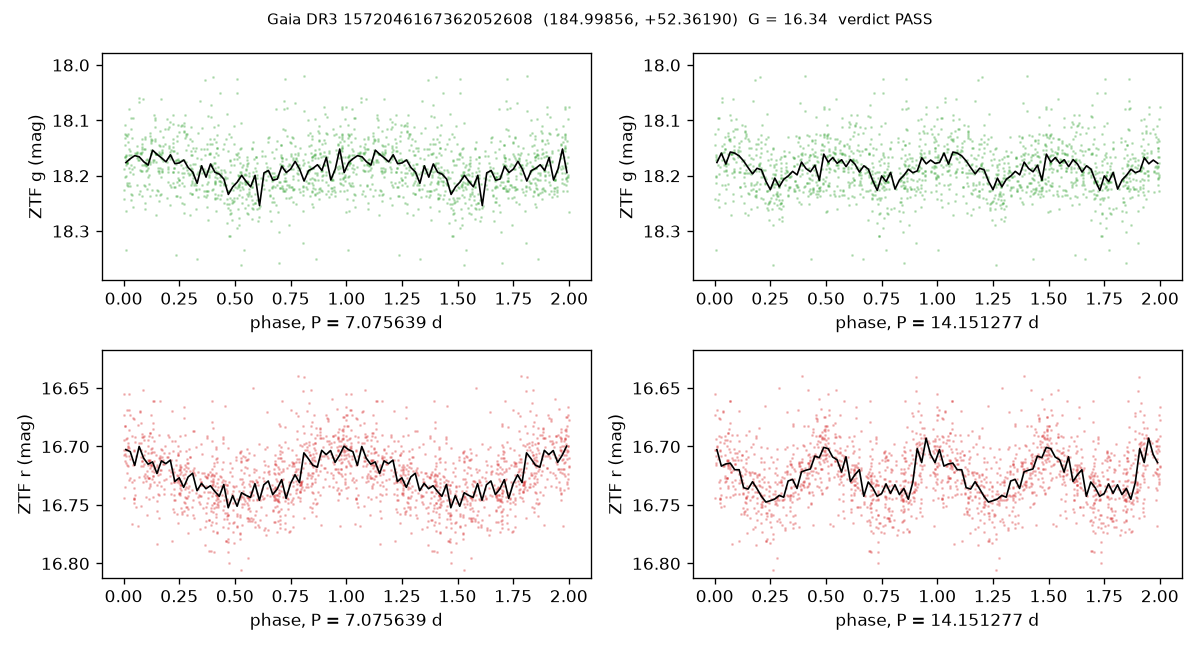 Gaia DR3 1572046167362052608 (184.99856, +52.36190) G = 16.34 verdict PASS
18.0
18.1
18.2
18.3
ZTF g (mag)
0.00 0.25 0.50 0.75 1.00 1.25 1.50 1.75 2.00
phase, P = 7.075639 d
18.0
18.1
18.2
18.3
ZTF g (mag)
0.00 0.25 0.50 0.75 1.00 1.25 1.50 1.75 2.00
phase, P = 14.151277 d
16.65
16.70
16.75
16.80
ZTF r (mag)
0.00 0.25 0.50 0.75 1.00 1.25 1.50 1.75 2.00
phase, P = 7.075639 d
16.65
16.70
16.75
16.80
ZTF r (mag)
0.00 0.25 0.50 0.75 1.00 1.25 1.50 1.75 2.00
phase, P = 14.151277 d